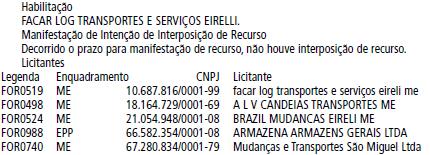 Habilitação
FACAR LOG TRANSPORTES E SERVIÇOS EIRELLI.
Manifestação de Intenção de Interposição de Recurso
Decorrido o prazo para manifestação de recurso, não houve interposição de recurso.
Licitantes
Legenda Enquadramento CNPJ Licitante
FOR0519 ME 10.687.816/0001-99 facar log transportes e serviços eireli me
FOR0498 ME 18.164.729/0001-69 A L V CANDEIAS TRANSPORTES ME
FOR0524 ME 21.054.948/0001-08 BRAZIL MUDANCAS EIRELI ME
FOR0988 EPP 66.582.354/0001-08 ARMAZENA ARMAZENS GERAIS LTDA
FOR0740 ME 67.280.834/0001-79 Mudanças e Transportes São Miguel Ltda